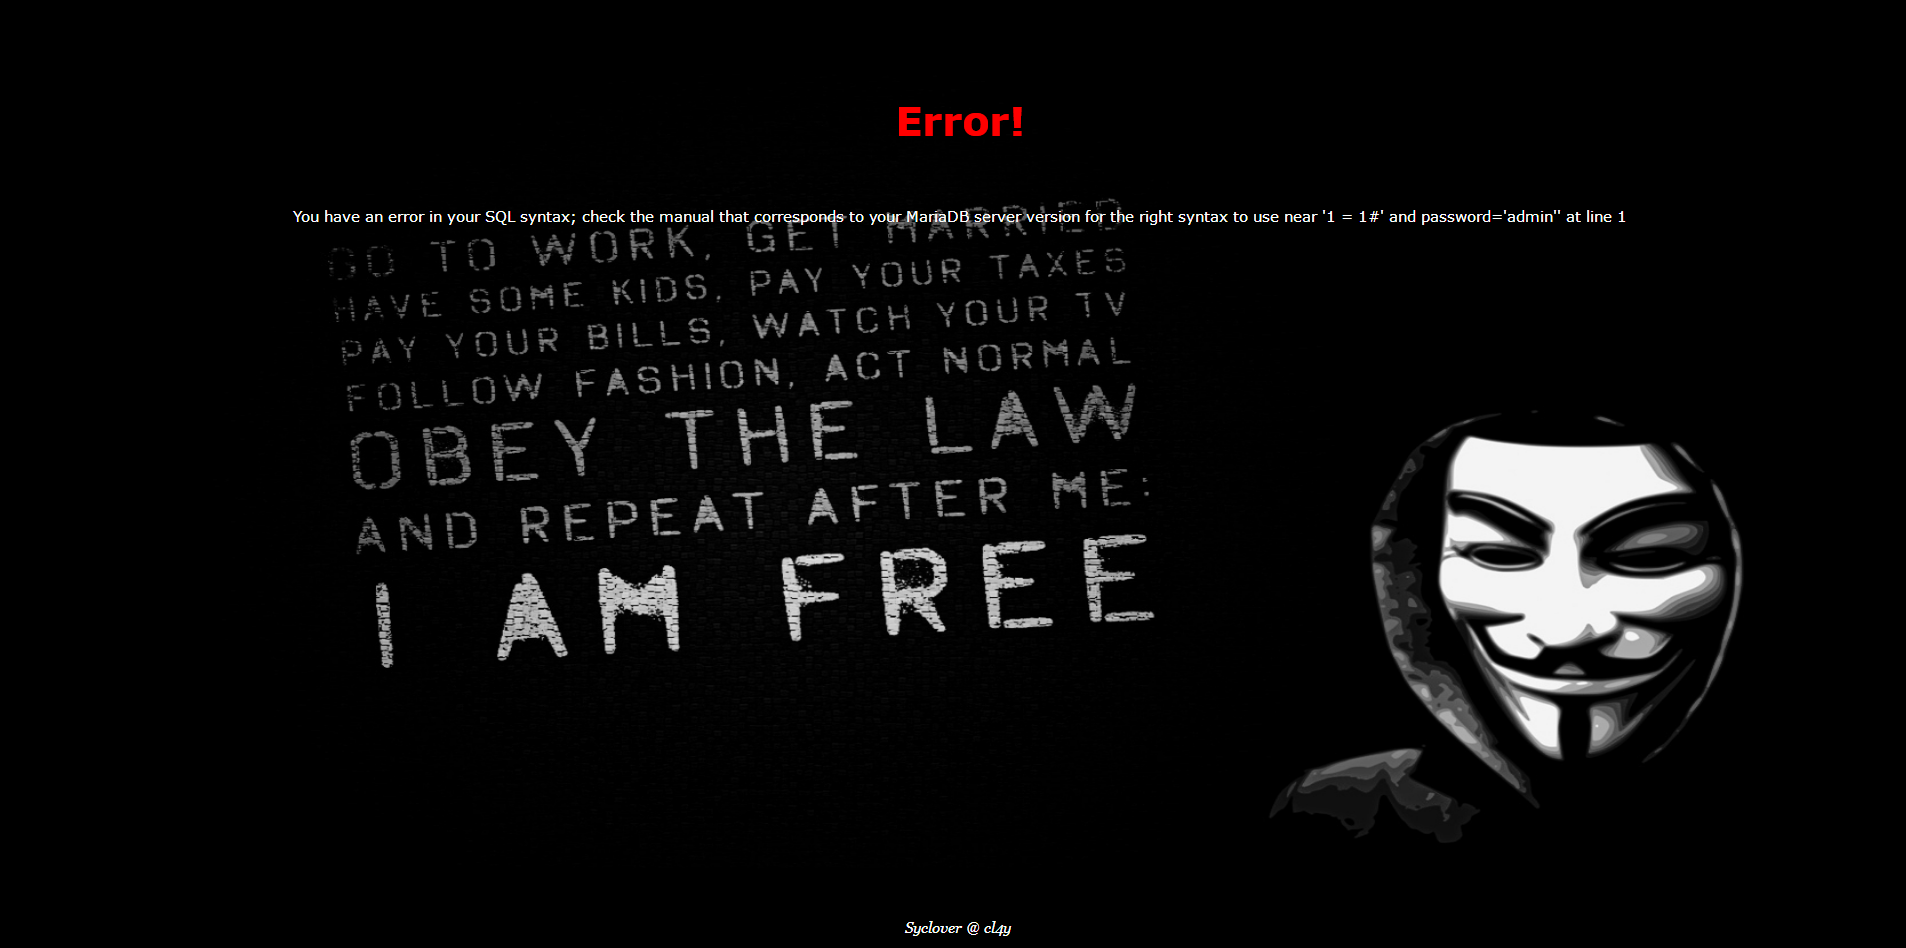 Error!
You have an error in your SQL syntax; check the manual that corresponds to your MariaDB server version for the right syntax to use near '1 = 1#' and password='admin'' at line 1
GO TO WORK, GET MARRIED
HAVE SOME KIDS, PAY YOUR TAXES
PAY YOUR BILLS, WATCH YOUR TV
FOLLOW FASHION, ACT NORMAL
OBEY THE LAW
AND REPEAT AFTER ME:
I AM FREE
Syclover @ cl4y